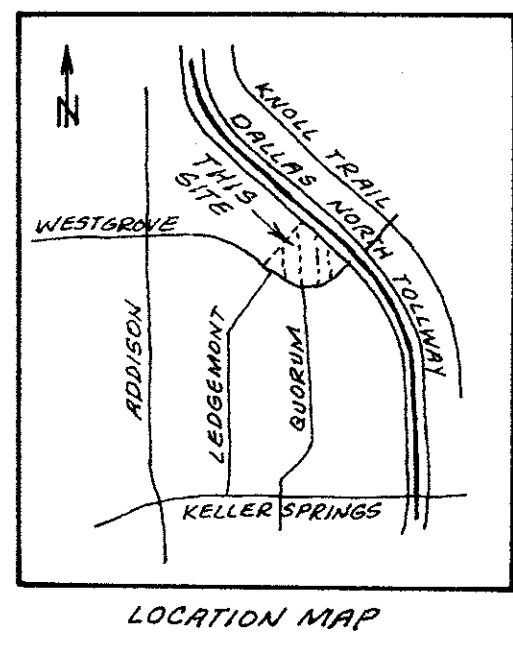 N
KNOLL TRAIL
DALLAS NORTH TOLLWAY
THIS
SITE
WESTGROVE
ADDISON
LEDGEMONT
QUORUM
KELLER SPRINGS
LOCATION MAP